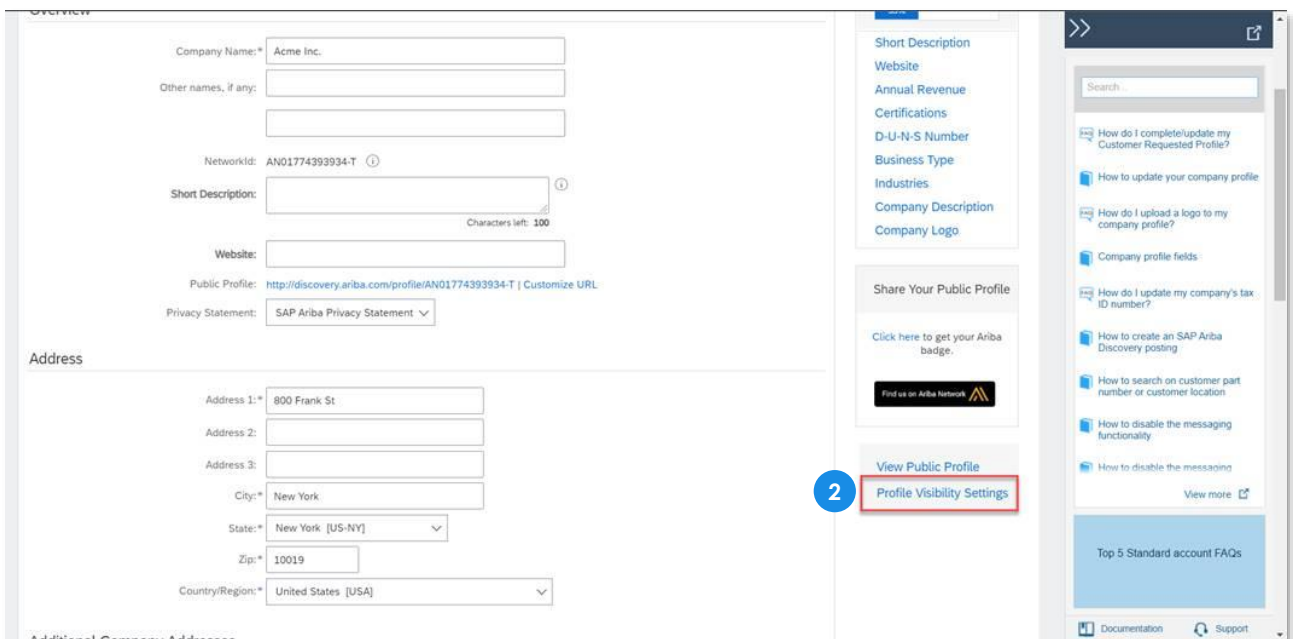 Overview
Company Name:* Acme Inc.
Other names, if any:
NetworkId: AN01774393934-T
Short Description:
Characters left: 100
Website:
Public Profile: http://discovery.ariba.com/profile/AN01774393934-T | Customize URL
Privacy Statement: SAP Ariba Privacy Statement
Address
Address 1:* 800 Frank St
Address 2:
Address 3:
City:* New York
State:* New York [US-NY]
Zip:* 10019
Country/Region:* United States [USA]
Additional Company Addresses
Short Description
Website
Annual Revenue
Certifications
D-U-N-S Number
Business Type
Industries
Company Description
Company Logo
Share Your Public Profile
Click here to get your Ariba
badge.
Find us on Ariba Network
View Public Profile
2 Profile Visibility Settings
Search...
FAQ How do I complete/update my
Customer Requested Profile?
How to update your company profile
FAQ How do I upload a logo to my
company profile?
Company profile fields
FAQ How do I update my company's tax
ID number?
How to create an SAP Ariba
Discovery posting
How to search on customer part
number or customer location
How to disable the messaging
functionality
How to disable the messaging
View more
Top 5 Standard account FAQs
Documentation Support